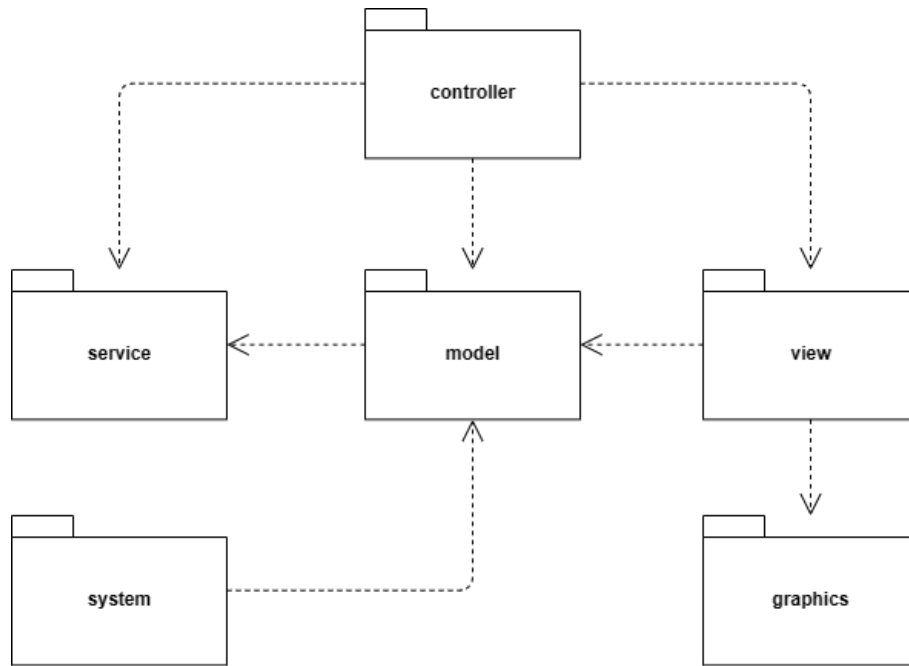 controller
service
model
view
system
graphics